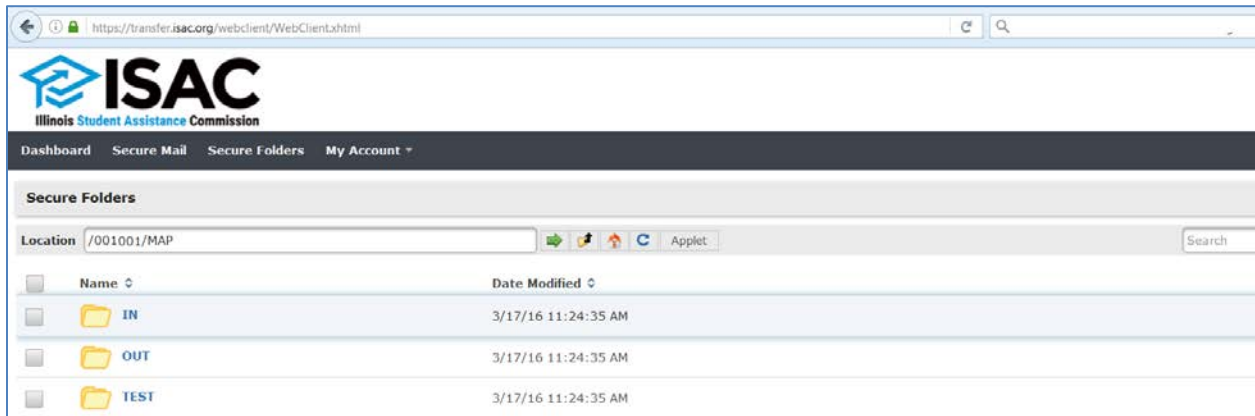 https://transfer.isac.org/webclient/WebClient.xhtml
ISAC
Illinois Student Assistance Commission
Dashboard Secure Mail Secure Folders My Account
Secure Folders
Location /001001/MAP Applet Search
Name Date Modified
IN 3/17/16 11:24:35 AM
OUT 3/17/16 11:24:35 AM
TEST 3/17/16 11:24:35 AM